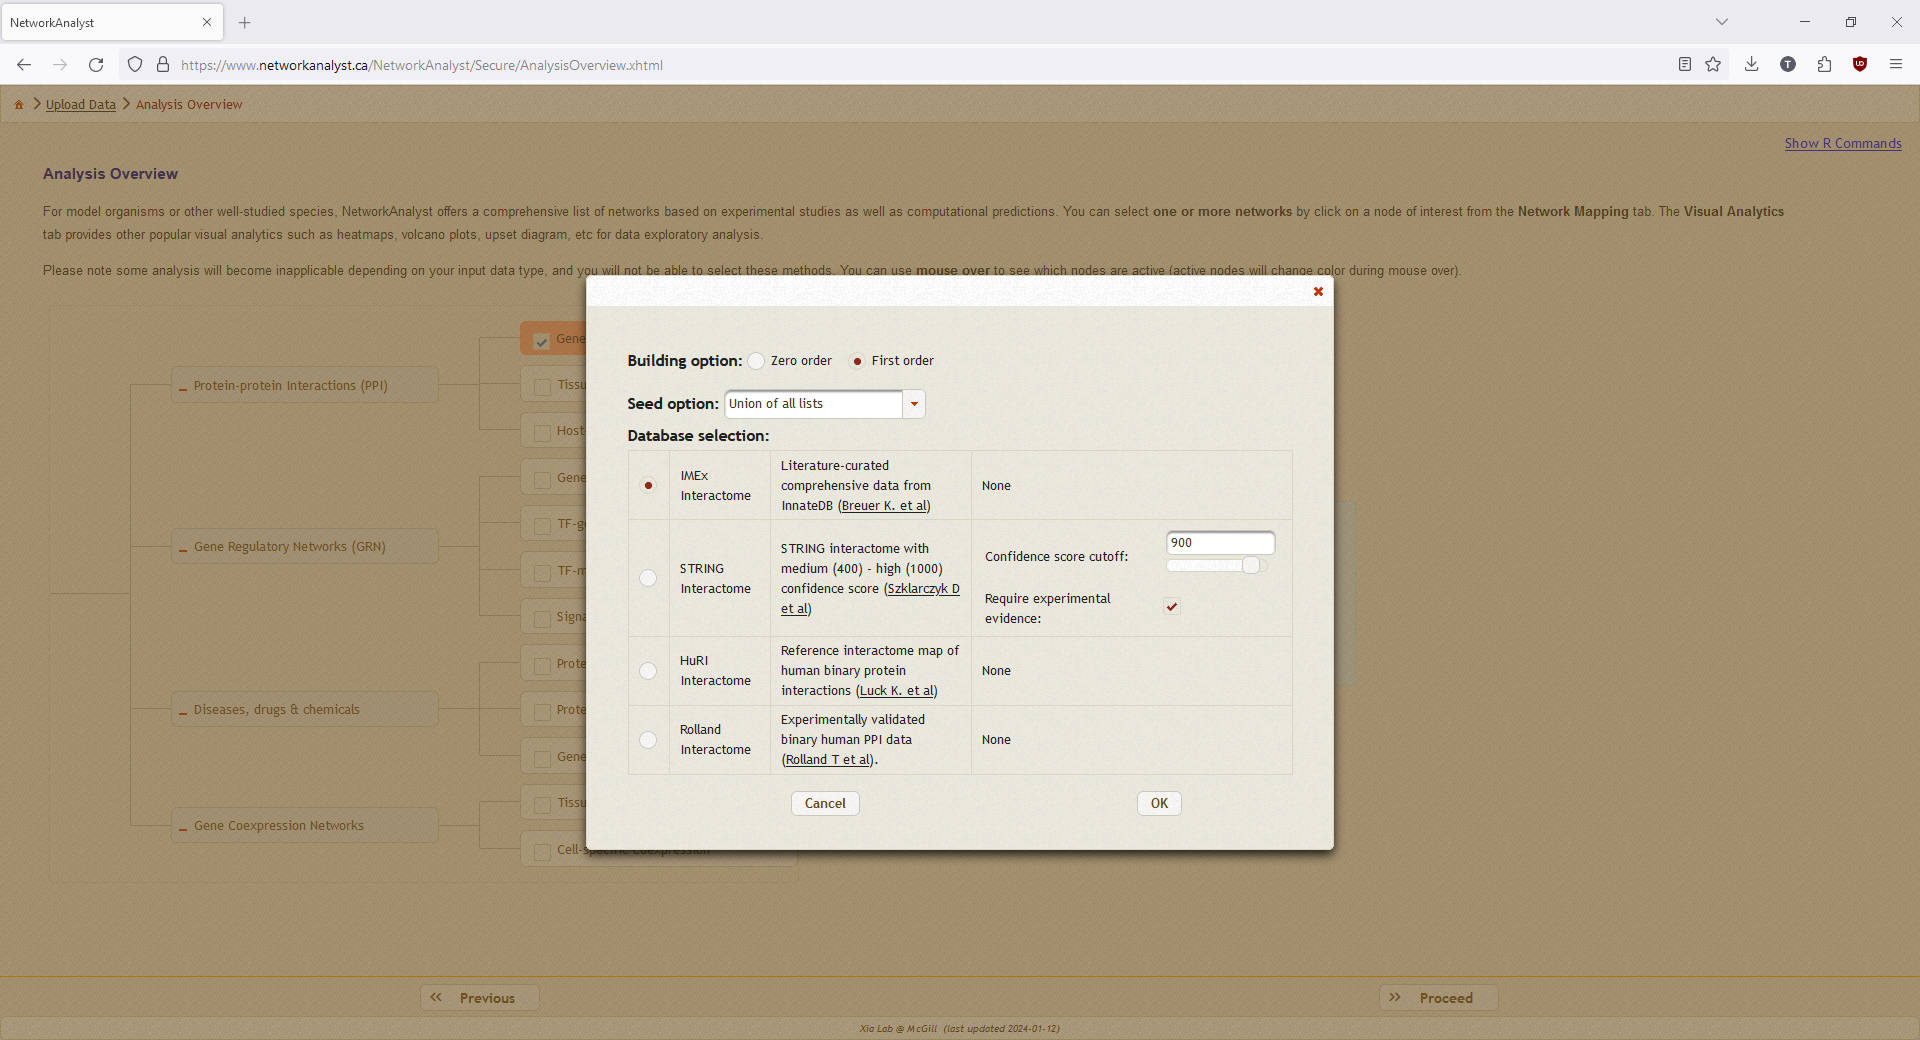 NetworkAnalyst
https://www.networkanalyst.ca/NetworkAnalyst/Secure/AnalysisOverview.xhtml
Upload Data Analysis Overview
Show R Commands
Analysis Overview
For model organisms or other well-studied species, NetworkAnalyst offers a comprehensive list of networks based on experimental studies as well as computational predictions. You can select one or more networks by click on a node of interest from the Network Mapping tab. The Visual Analytics
tab provides other popular visual analytics such as heatmaps, volcano plots, upset diagram, etc for data exploratory analysis.
Please note some analysis will become inapplicable depending on your input data type, and you will not be able to select these methods. You can use mouse over to see which nodes are active (active nodes will change color during mouse over).
Protein-protein Interactions (PPI)
Gene Regulatory Networks (GRN)
Diseases, drugs & chemicals
Gene Coexpression Networks
Gene
Tissu
Host
Gene
TF-g
TF-m
Signa
Prote
Prote
Gene
Tissu
Cell-specific Coexpression
Building option: Zero order First order
Seed option: Union of all lists
Database selection:
IMEx
Interactome
Literature-curated
comprehensive data from
InnateDB (Breuer K. et al)
None
STRING
Interactome
STRING interactome with
medium (400) - high (1000)
confidence score (Szklarczyk D
et al)
Confidence score cutoff: 900
Require experimental
evidence:
HuRI
Interactome
Reference interactome map of
human binary protein
interactions (Luck K. et al)
None
Rolland
Interactome
Experimentally validated
binary human PPI data
(Rolland T et al).
None
Cancel OK
Previous Proceed
Xia Lab @ McGill (last updated 2024-01-12)